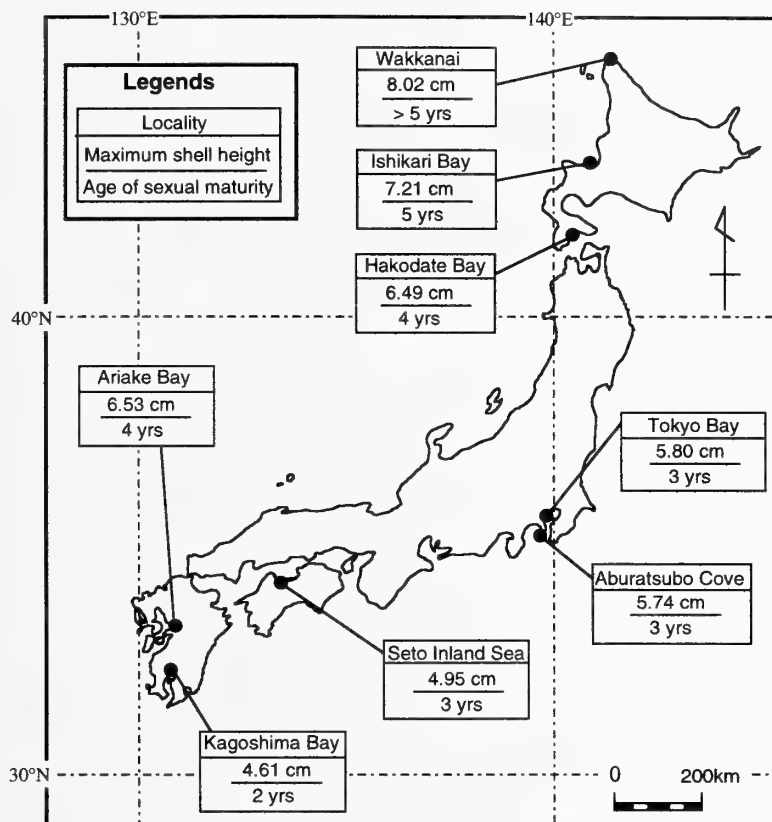 130°E
140°E
Legends
Locality
Maximum shell height
Age of sexual maturity
Wakkanai
8.02 cm
> 5 yrs
Ishikari Bay
7.21 cm
5 yrs
Hakodate Bay
6.49 cm
4 yrs
40°N
Ariake Bay
6.53 cm
4 yrs
Tokyo Bay
5.80 cm
3 yrs
Aburatsubo Cove
5.74 cm
3 yrs
Seto Inland Sea
4.95 cm
3 yrs
Kagoshima Bay
4.61 cm
2 yrs
30°N
0 200km